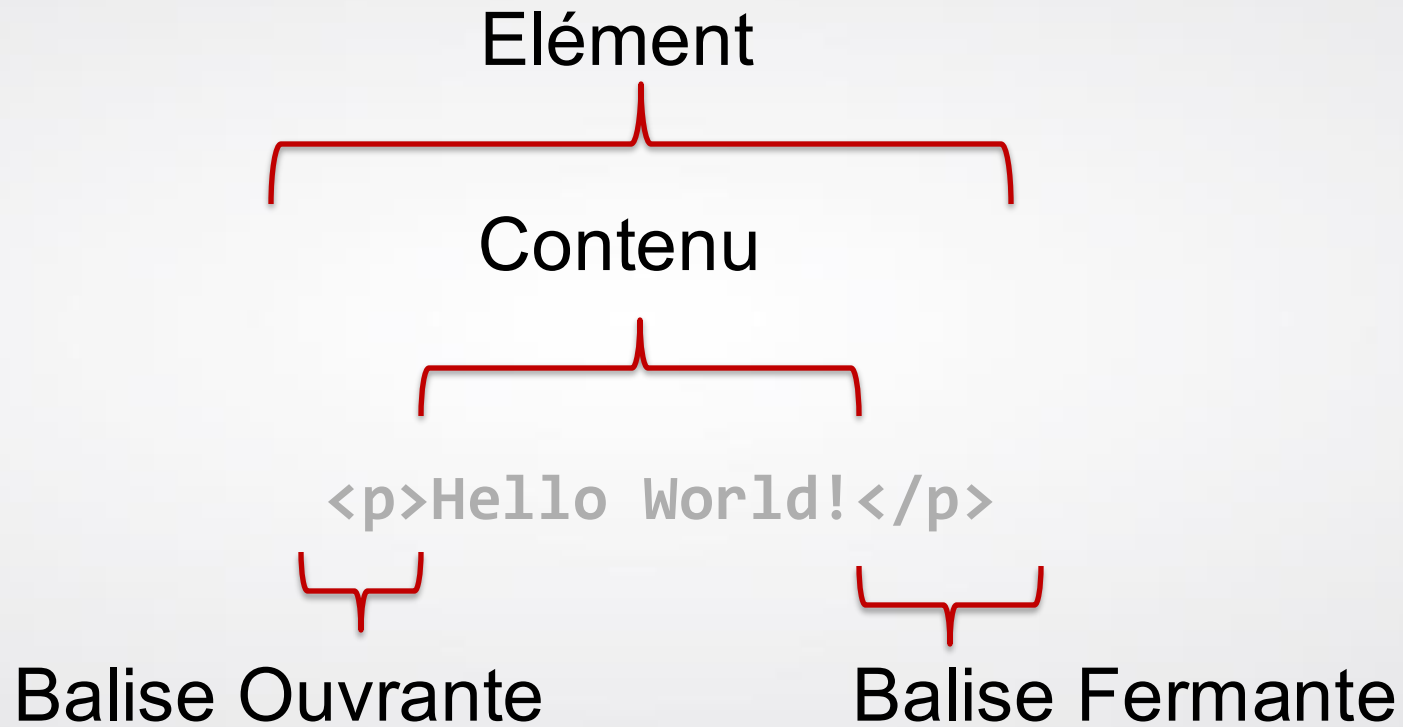 Elément
Contenu
<p>Hello World!</p>
Balise Ouvrante
Balise Fermante